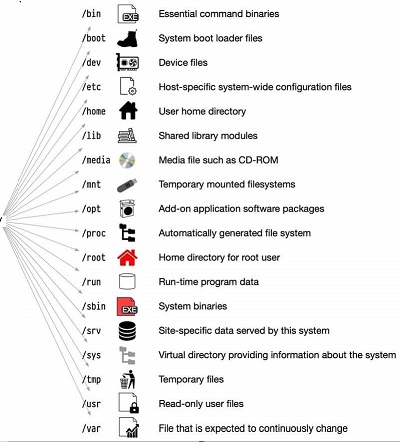 /bin EXE Essential command binaries
/boot System boot loader files
/dev Device files
/etc Host-specific system-wide configuration files
/home User home directory
/lib Shared library modules
/media Media file such as CD-ROM
/mnt Temporary mounted filesystems
/opt Add-on application software packages
/proc Automatically generated file system
/root Home directory for root user
/run Run-time program data
/sbin EXE System binaries
/srv Site-specific data served by this system
/sys Virtual directory providing information about the system
/tmp Temporary files
/usr Read-only user files
/var File that is expected to continuously change